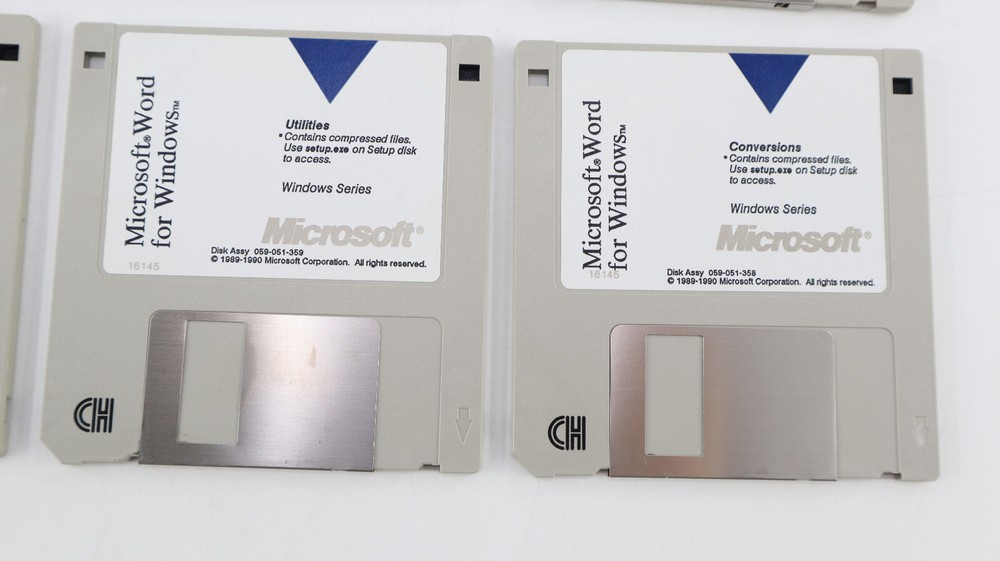 Microsoft® Word
for Windows™
Utilities
• Contains compressed files.
Use setup.exe on Setup disk
to access.
Windows Series
Microsoft®
Disk Assy 059-051-359
© 1989-1990 Microsoft Corporation. All rights reserved.
16145
CH
Microsoft® Word
for Windows™
Conversions
• Contains compressed files.
Use setup.exe on Setup disk
to access.
Windows Series
Microsoft®
Disk Assy 059-051-358
© 1989-1990 Microsoft Corporation. All rights reserved.
16145
CH